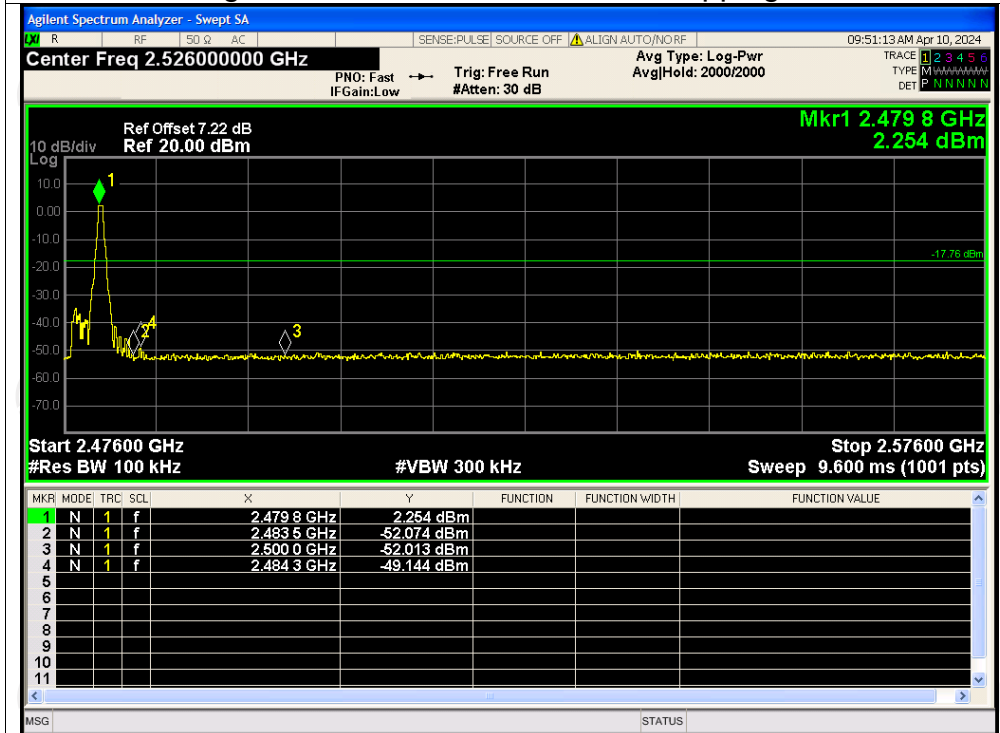 Agilent Spectrum Analyzer - Swept SA
LXI R RF 50 Ω AC SENSE:PULSE SOURCE OFF ALIGN AUTO/NO RF 09:51:13 AM Apr 10, 2024
Center Freq 2.526000000 GHz
PNO: Fast
IFGain:Low
Trig: Free Run
#Atten: 30 dB
Avg Type: Log-Pwr
Avg|Hold: 2000/2000
TRACE 1 2 3 4 5 6
TYPE M
DET P N N N N N
Mkr1 2.479 8 GHz
2.254 dBm
Ref Offset 7.22 dB
10 dB/div Ref 20.00 dBm
Log
10.0
0.00
-10.0
-20.0
-30.0
-40.0
-50.0
-60.0
-70.0
1
2
4
3
-17.76 dBm
Start 2.47600 GHz Stop 2.57600 GHz
#Res BW 100 kHz #VBW 300 kHz Sweep 9.600 ms (1001 pts)
MKR MODE TRC SCL X Y FUNCTION FUNCTION WIDTH FUNCTION VALUE
1 N 1 f 2.479 8 GHz 2.254 dBm
2 N 1 f 2.483 5 GHz -52.074 dBm
3 N 1 f 2.500 0 GHz -52.013 dBm
4 N 1 f 2.484 3 GHz -49.144 dBm
5
6
7
8
9
10
11
MSG STATUS